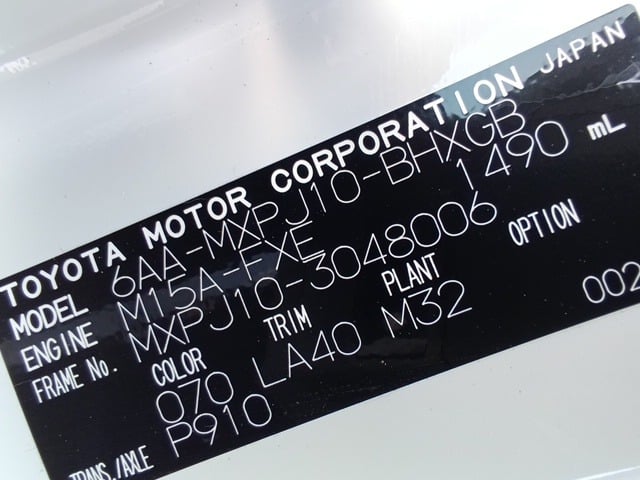 TOYOTA MOTOR CORPORATION JAPAN
MODEL 6AA-MXPJ10-BHXGB
ENGINE M15A-FXE 1490 mL
FRAME No. MXPJ10-3048006
COLOR TRIM PLANT OPTION
070 LA40 M32 002
TRANS./AXLE P910